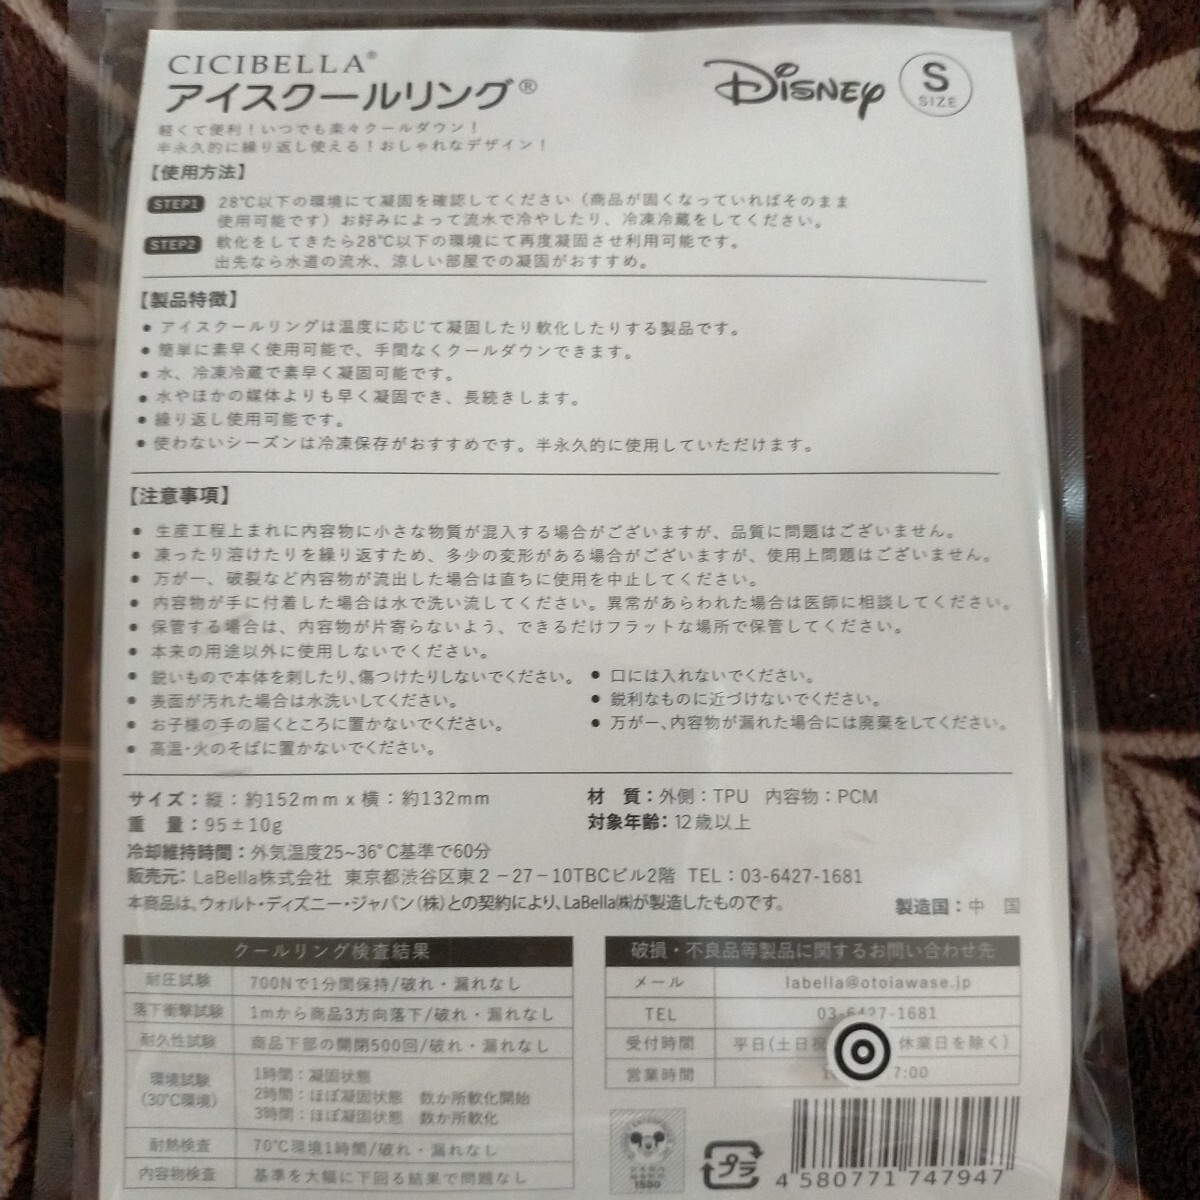 CICIBELLA®
アイスクールリング®
Disney
S
SIZE
軽くて便利！いつでも楽々クールダウン！
半永久的に繰り返し使える！おしゃれなデザイン！
【使用方法】
STEP1 28℃以下の環境にて凝固を確認してください（商品が固くなっていればそのまま
使用可能です）お好みによって流水で冷やしたり、冷凍冷蔵をしてください。
STEP2 軟化をしてきたら28℃以下の環境にて再度凝固させ利用可能です。
出先なら水道の流水、涼しい部屋での凝固がおすすめ。
【製品特徴】
● アイスクールリングは温度に応じて凝固したり軟化したりする製品です。
● 簡単に素早く使用可能で、手間なくクールダウンできます。
● 水、冷凍冷蔵で素早く凝固可能です。
● 水やほかの媒体よりも早く凝固でき、長続きします。
● 繰り返し使用可能です。
● 使わないシーズンは冷凍保存がおすすめです。半永久的に使用していただけます。
【注意事項】
● 生産工程上まれに内容物に小さな物質が混入する場合がございますが、品質に問題はございません。
● 凍ったり溶けたりを繰り返すため、多少の変形がある場合がございますが、使用上問題はございません。
● 万が一、破裂など内容物が流出した場合は直ちに使用を中止してください。
● 内容物が手に付着した場合は水で洗い流してください。異常があらわれた場合は医師に相談してください。
● 保管する場合は、内容物が片寄らないよう、できるだけフラットな場所で保管してください。
● 本来の用途以外に使用しないでください。
● 鋭いもので本体を刺したり、傷つけたりしないでください。
● 表面が汚れた場合は水洗いしてください。
● お子様の手の届くところに置かないでください。
● 高温・火のそばに置かないでください。
● 口には入れないでください。
● 鋭利なものに近づけないでください。
● 万が一、内容物が漏れた場合には廃棄をしてください。
サイズ：縦：約152mm x 横：約132mm
重　量：95±10g
材　質：外側：TPU　内容物：PCM
対象年齢：12歳以上
冷却維持時間：外気温度25~36°C基準で60分
販売元：LaBella株式会社　東京都渋谷区東２－27－10TBCビル2階　TEL：03-6427-1681
本商品は、ウォルト・ディズニー・ジャパン（株）との契約により、LaBella㈱が製造したものです。
製造国：中　国
クールリング検査結果
耐圧試験 700Nで1分間保持/破れ・漏れなし
落下衝撃試験 1mから商品3方向落下/破れ・漏れなし
耐久性試験 商品下部の開閉500回/破れ・漏れなし
環境試験
（30℃環境）
1時間：凝固状態
2時間：ほぼ凝固状態　数か所軟化開始
3時間：ほぼ凝固状態　数か所軟化
耐熱検査 70℃環境1時間/破れ・漏れなし
内容物検査 基準を大幅に下回る結果で問題なし
破損・不良品等製品に関するお問い合わせ先
メール labella@otoiawase.jp
TEL 03-6427-1681
受付時間 平日(土日祝 休業日を除く)
営業時間 7:00
プラ
4 580771 747947